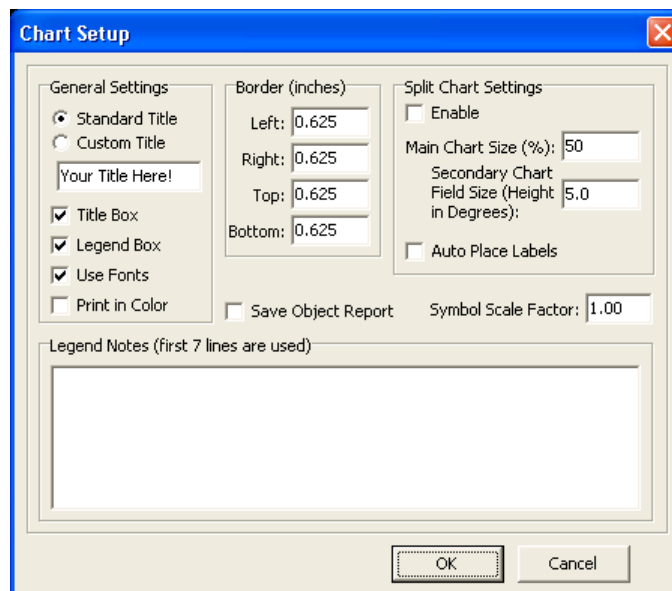 Chart Setup
General Settings
Standard Title
Custom Title
Your Title Here!
Title Box
Legend Box
Use Fonts
Print in Color
Border (inches)
Left: 0.625
Right: 0.625
Top: 0.625
Bottom: 0.625
Split Chart Settings
Enable
Main Chart Size (%): 50
Secondary Chart
Field Size (Height
in Degrees): 5.0
Auto Place Labels
Save Object Report
Symbol Scale Factor: 1.00
Legend Notes (first 7 lines are used)
OK
Cancel